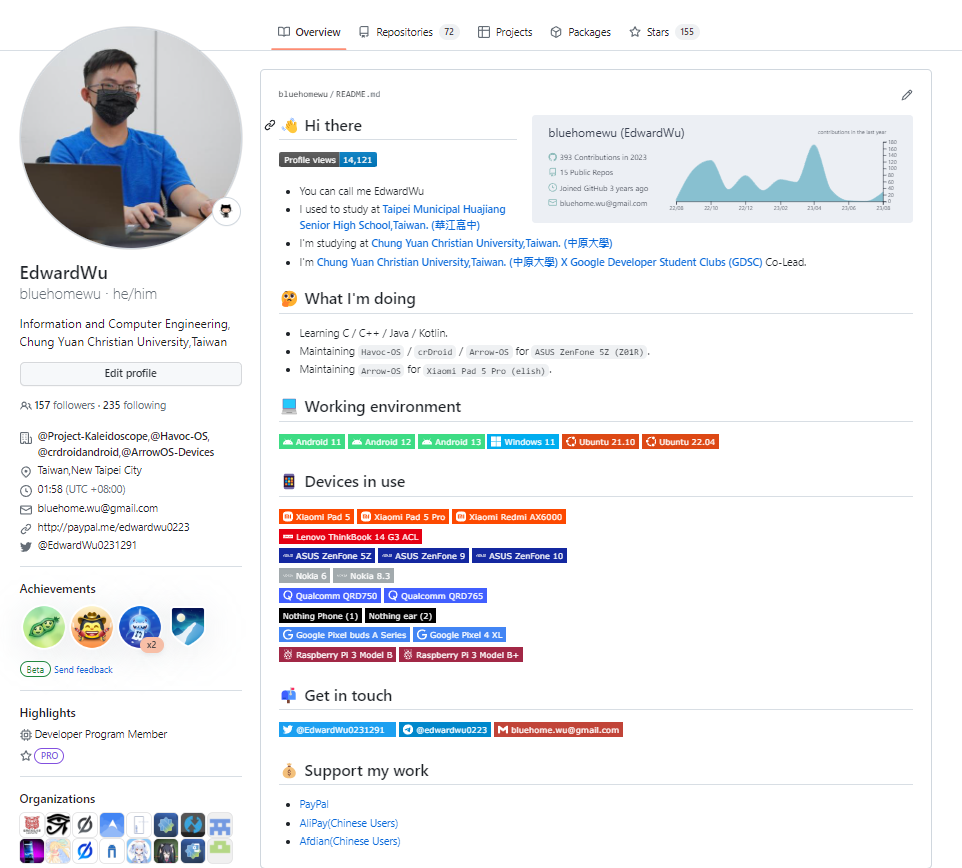 Overview Repositories 72 Projects Packages Stars 155
bluehomewu / README.md
👋 Hi there
Profile views 14,121
You can call me EdwardWu
I used to study at Taipei Municipal Huajiang
Senior High School,Taiwan. (華江高中)
I'm studying at Chung Yuan Christian University,Taiwan. (中原大學)
I'm Chung Yuan Christian University,Taiwan. (中原大學) X Google Developer Student Clubs (GDSC) Co-Lead.
bluehomewu (EdwardWu)
contributions in the last year
393 Contributions in 2023
15 Public Repos
Joined GitHub 3 years ago
bluehome.wu@gmail.com
180
160
140
120
100
80
60
40
20
0
22/08 22/10 22/12 23/02 23/04 23/06 23/08
🤔 What I'm doing
Learning C / C++ / Java / Kotlin.
Maintaining Havoc-OS / crDroid / Arrow-OS for ASUS ZenFone 5Z (Z01R).
Maintaining Arrow-OS for Xiaomi Pad 5 Pro (elish).
💻 Working environment
Android 11 Android 12 Android 13 Windows 11 Ubuntu 21.10 Ubuntu 22.04
📱 Devices in use
Xiaomi Pad 5 Xiaomi Pad 5 Pro Xiaomi Redmi AX6000
Lenovo ThinkBook 14 G3 ACL
ASUS ZenFone 5Z ASUS ZenFone 9 ASUS ZenFone 10
Nokia 6 Nokia 8.3
Qualcomm QRD750 Qualcomm QRD765
Nothing Phone (1) Nothing ear (2)
Google Pixel buds A Series Google Pixel 4 XL
Raspberry Pi 3 Model B Raspberry Pi 3 Model B+
📫 Get in touch
@EdwardWu0231291 @edwardwu0223 bluehome.wu@gmail.com
💰 Support my work
PayPal
AliPay(Chinese Users)
Afdian(Chinese Users)
EdwardWu
bluehomewu · he/him
Information and Computer Engineering,
Chung Yuan Christian University,Taiwan
Edit profile
157 followers · 235 following
@Project-Kaleidoscope,@Havoc-OS,
@crdroidandroid,@ArrowOS-Devices
Taiwan,New Taipei City
01:58 (UTC +08:00)
bluehome.wu@gmail.com
http://paypal.me/edwardwu0223
@EdwardWu0231291
Achievements
x2
Beta Send feedback
Highlights
Developer Program Member
PRO
Organizations